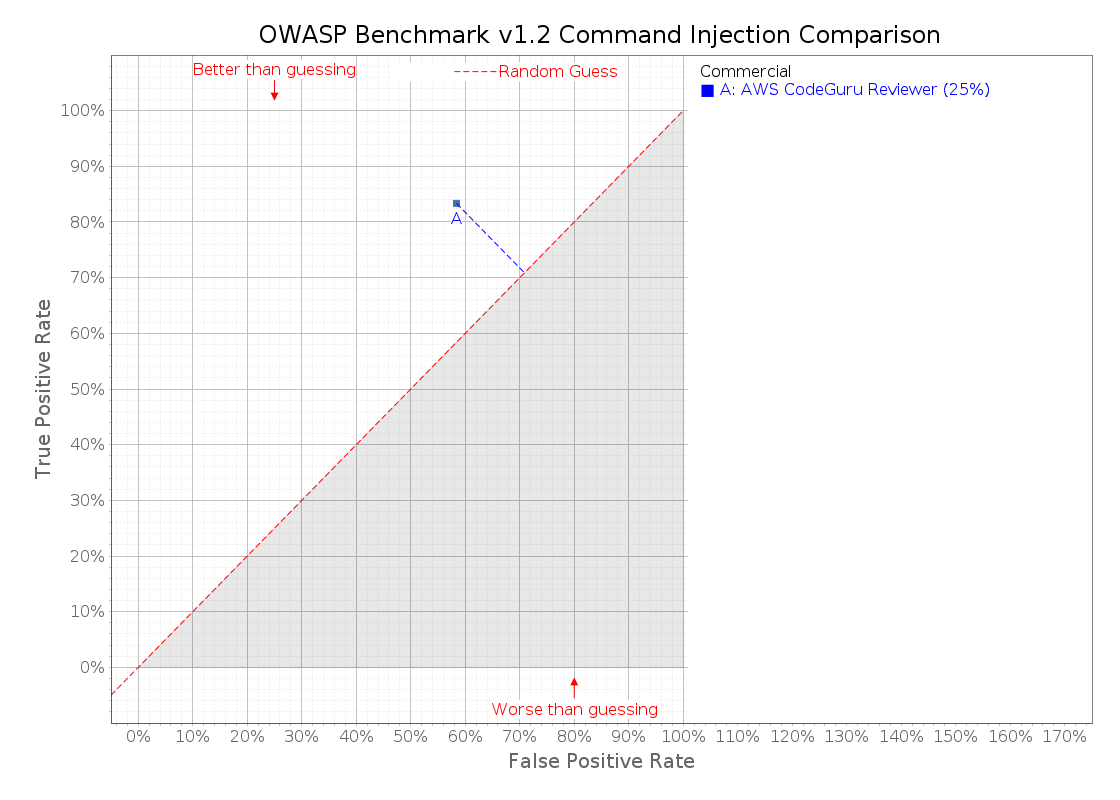 OWASP Benchmark v1.2 Command Injection Comparison
Better than guessing
Random Guess
Commercial
A: AWS CodeGuru Reviewer (25%)
100%
90%
80%
70%
60%
50%
40%
30%
20%
10%
0%
True Positive Rate
A
Worse than guessing
0% 10% 20% 30% 40% 50% 60% 70% 80% 90% 100% 110% 120% 130% 140% 150% 160% 170%
False Positive Rate